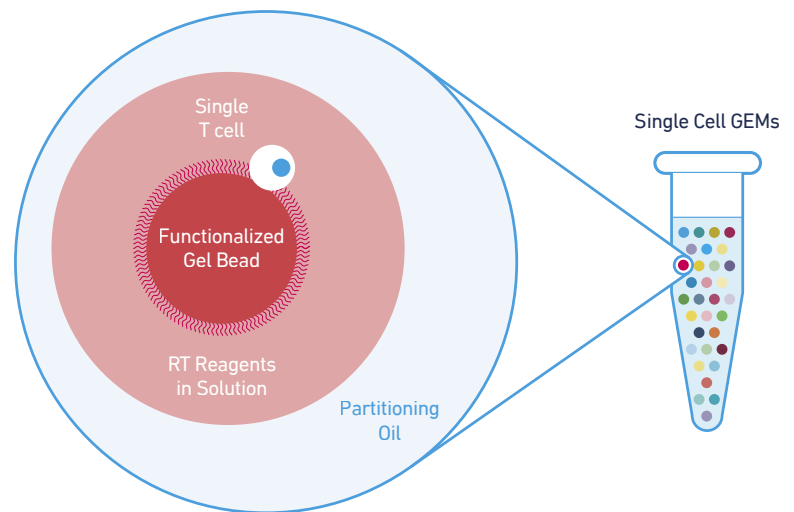 Single
T cell
Functionalized
Gel Bead
RT Reagents
in Solution
Partitioning
Oil
Single Cell GEMs